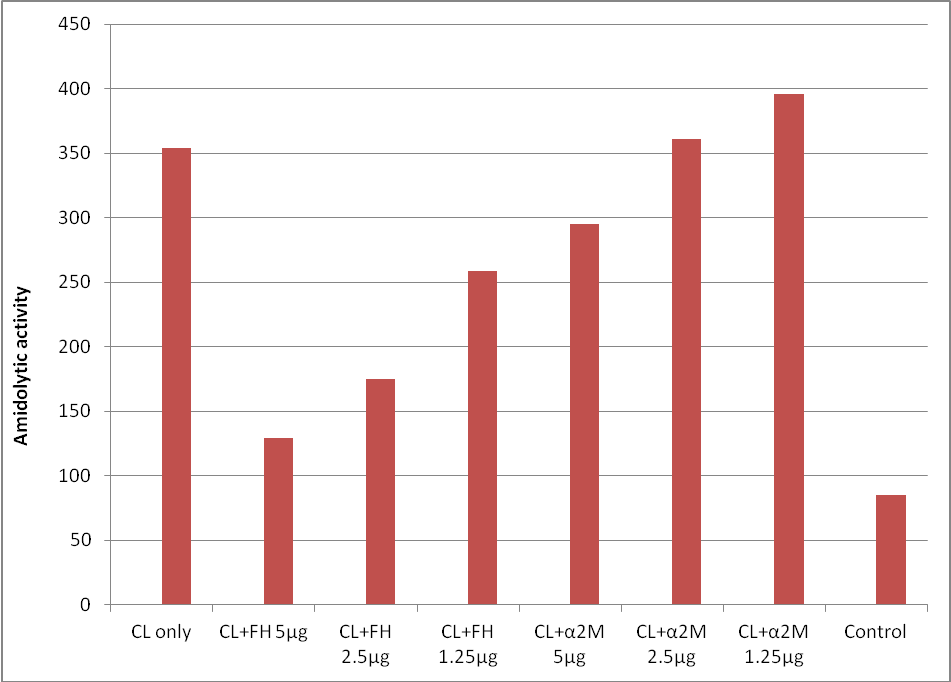 450
400
350
300
250
200
150
100
50
0
Amidolytic activity
CL only
CL+FH 5µg
CL+FH
2.5µg
CL+FH
1.25µg
CL+α2M
5µg
CL+α2M
2.5µg
CL+α2M
1.25µg
Control